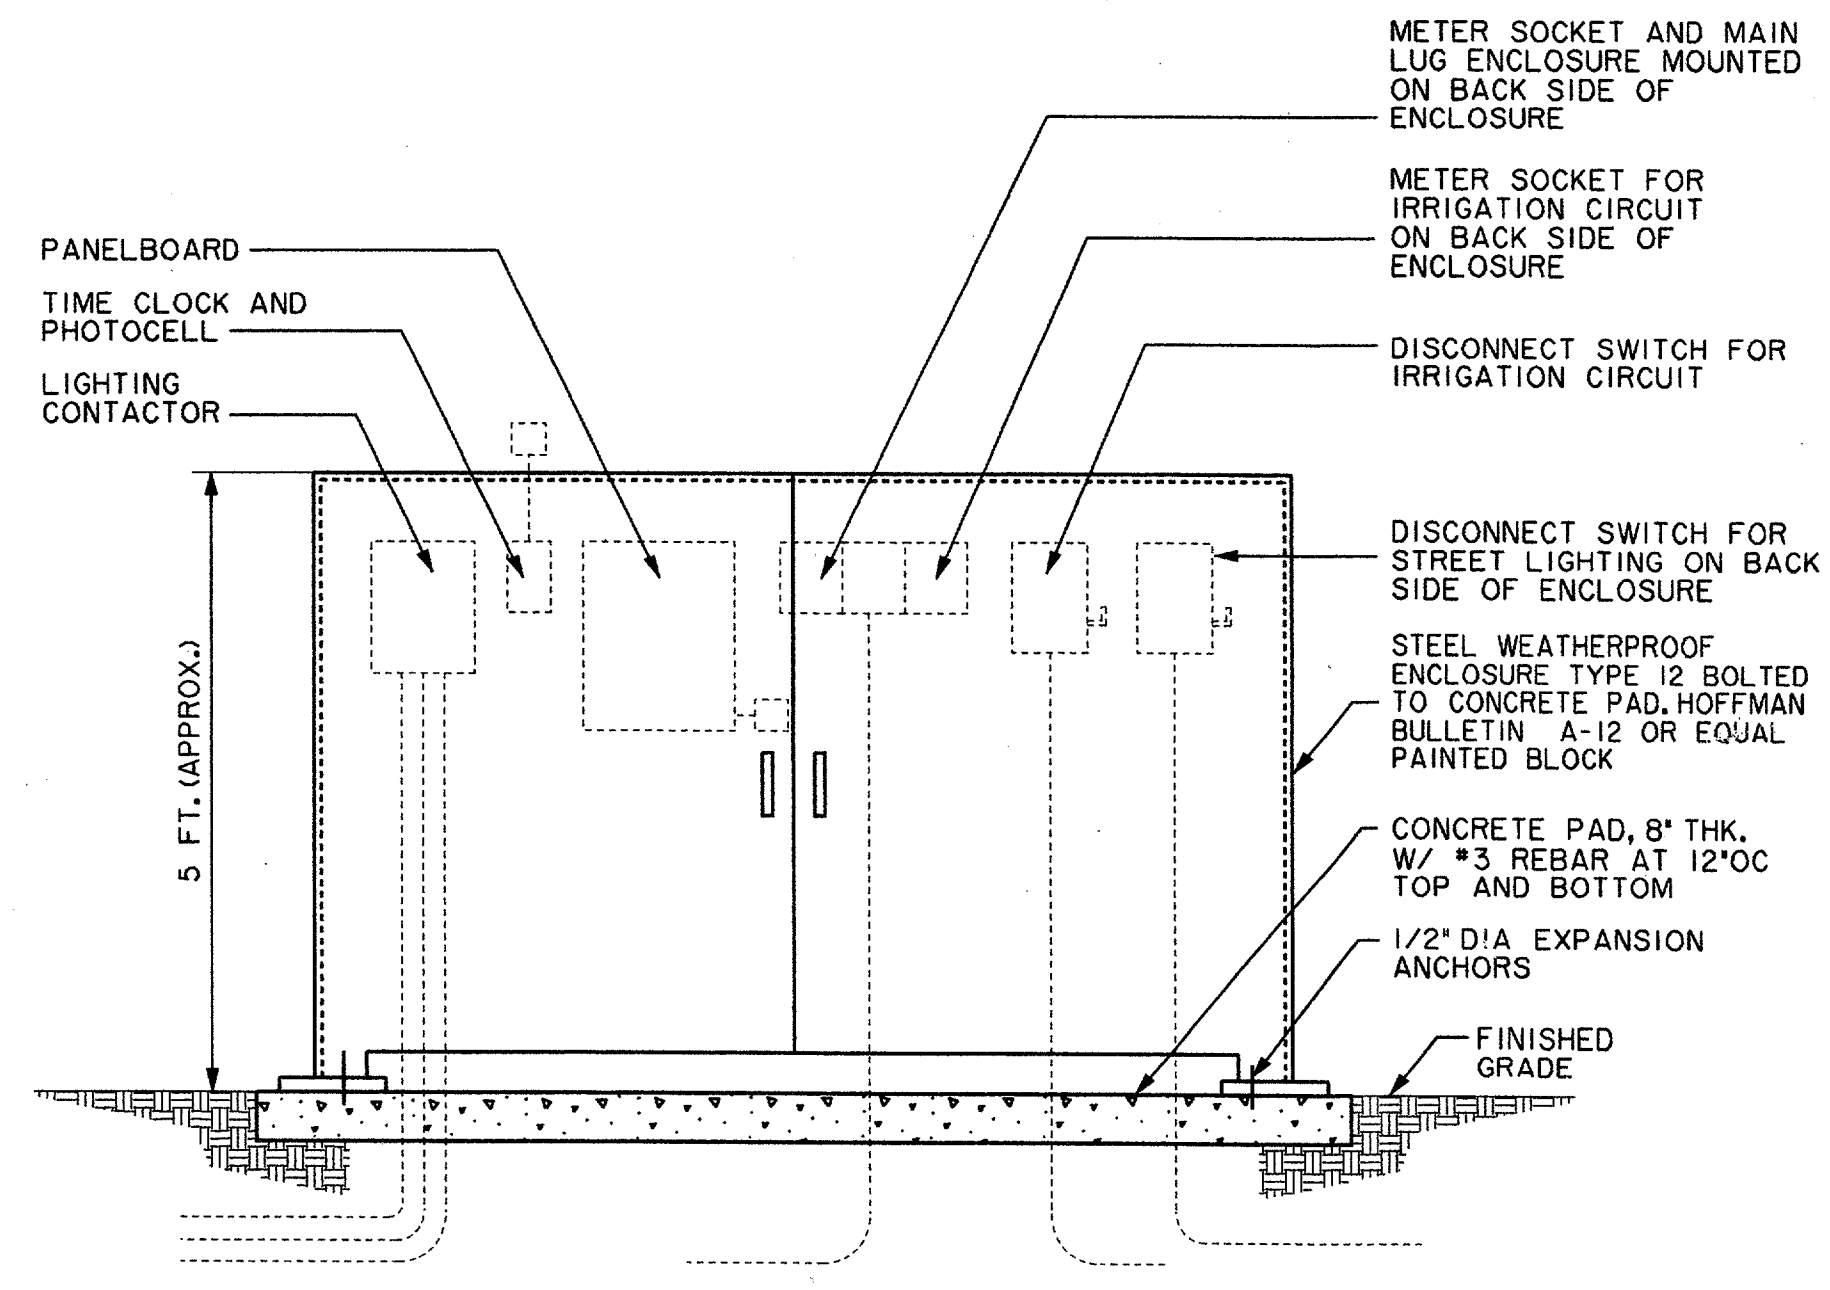 METER SOCKET AND MAIN
LUG ENCLOSURE MOUNTED
ON BACK SIDE OF
ENCLOSURE
METER SOCKET FOR
IRRIGATION CIRCUIT
ON BACK SIDE OF
ENCLOSURE
PANELBOARD
TIME CLOCK AND
PHOTOCELL
LIGHTING
CONTACTOR
DISCONNECT SWITCH FOR
IRRIGATION CIRCUIT
DISCONNECT SWITCH FOR
STREET LIGHTING ON BACK
SIDE OF ENCLOSURE
5 FT. (APPROX.)
STEEL WEATHERPROOF
ENCLOSURE TYPE 12 BOLTED
TO CONCRETE PAD. HOFFMAN
BULLETIN A-12 OR EQUAL
PAINTED BLOCK
CONCRETE PAD, 8" THK.
W/ #3 REBAR AT 12"OC
TOP AND BOTTOM
1/2" DIA EXPANSION
ANCHORS
FINISHED
GRADE